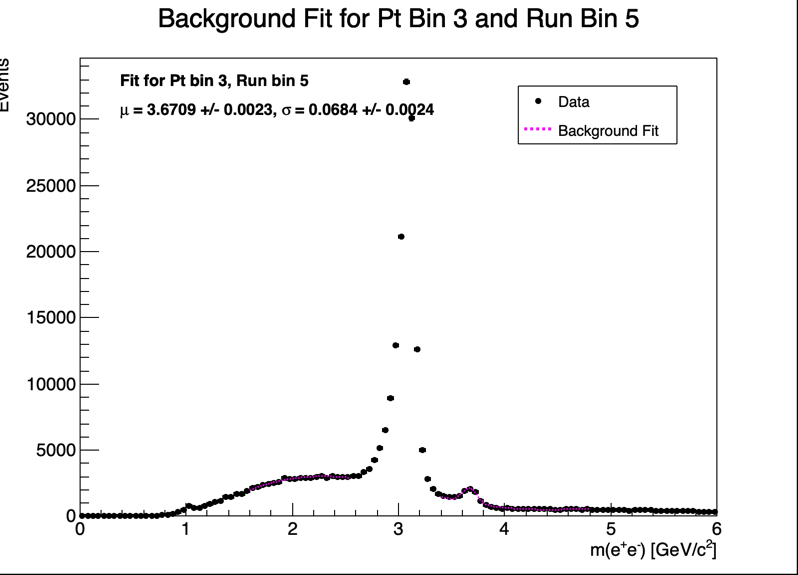 Background Fit for Pt Bin 3 and Run Bin 5
Events
Fit for Pt bin 3, Run bin 5
μ = 3.6709 +/- 0.0023, σ = 0.0684 +/- 0.0024
Data
Background Fit
30000
25000
20000
15000
10000
5000
0
0 1 2 3 4 5 6
m(e⁺e⁻) [GeV/c²]